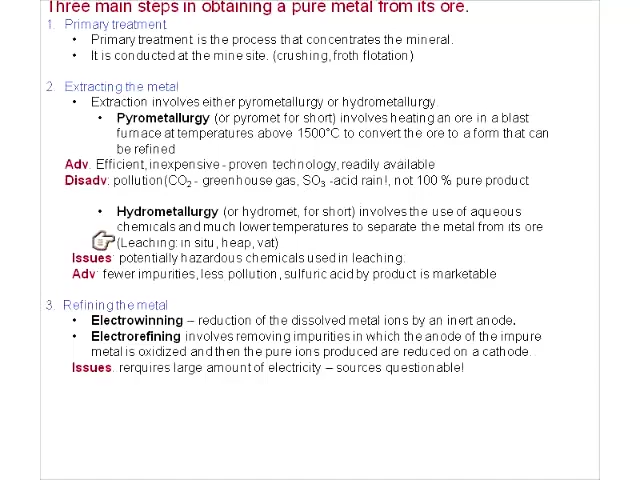 Three main steps in obtaining a pure metal from its ore.
1. Primary treatment
• Primary treatment is the process that concentrates the mineral.
• It is conducted at the mine site. (crushing, froth flotation)
2. Extracting the metal
• Extraction involves either pyrometallurgy or hydrometallurgy.
• Pyrometallurgy (or pyromet for short) involves heating an ore in a blast
furnace at temperatures above 1500°C to convert the ore to a form that can
be refined
Adv. Efficient, inexpensive - proven technology, readily available
Disadv: pollution(CO₂ - greenhouse gas, SO₃ -acid rain!, not 100 % pure product
• Hydrometallurgy (or hydromet, for short) involves the use of aqueous
chemicals and much lower temperatures to separate the metal from its ore
(Leaching: in situ, heap, vat)
Issues: potentially hazardous chemicals used in leaching.
Adv: fewer impurities, less pollution, sulfuric acid by product is marketable
3. Refining the metal
• Electrowinning – reduction of the dissolved metal ions by an inert anode.
• Electrorefining involves removing impurities in which the anode of the impure
metal is oxidized and then the pure ions produced are reduced on a cathode.
Issues: rerquires large amount of electricity – sources questionable!